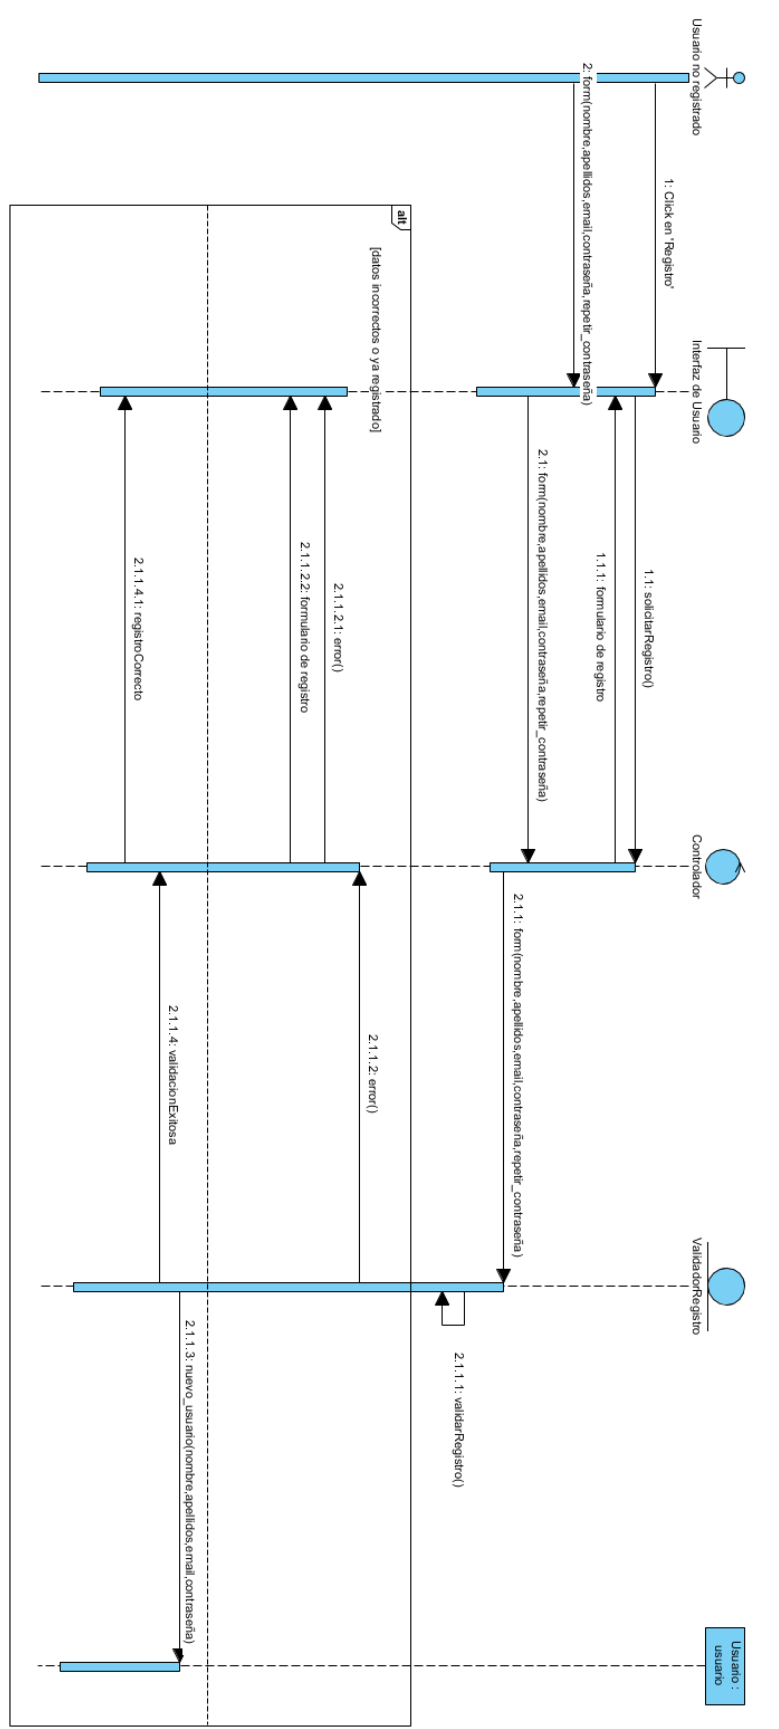 Usuario no registrado
Interfaz de Usuario
Controlador
ValidadorRegistro
Usuario :
usuario
1: Click en 'Registro'
1.1: solicitarRegistro()
1.1.1: formulario de registro
2: form(nombre,apellidos,email,contraseña,repetir_contraseña)
2.1: form(nombre,apellidos,email,contraseña,repetir_contraseña)
2.1.1: form(nombre,apellidos,email,contraseña,repetir_contraseña)
2.1.1.1: validarRegistro()
alt
[datos incorrectos o ya registrado]
2.1.1.2: error()
2.1.1.2.1: error()
2.1.1.2.2: formulario de registro
2.1.1.3: nuevo_usuario(nombre,apellidos,email,contraseña)
2.1.1.4: validacionExitosa
2.1.1.4.1: registroCorrecto